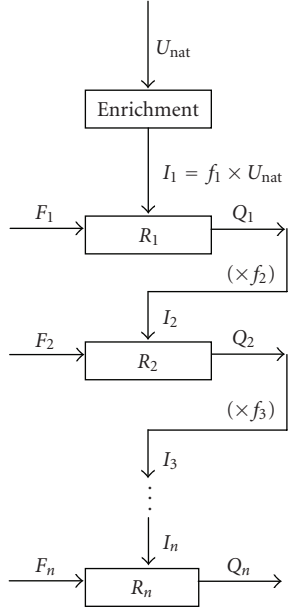 U_nat
Enrichment
I_1 = f_1 × U_nat
F_1
R_1
Q_1
(×f_2)
I_2
F_2
R_2
Q_2
(×f_3)
I_3
⋮
I_n
F_n
R_n
Q_n